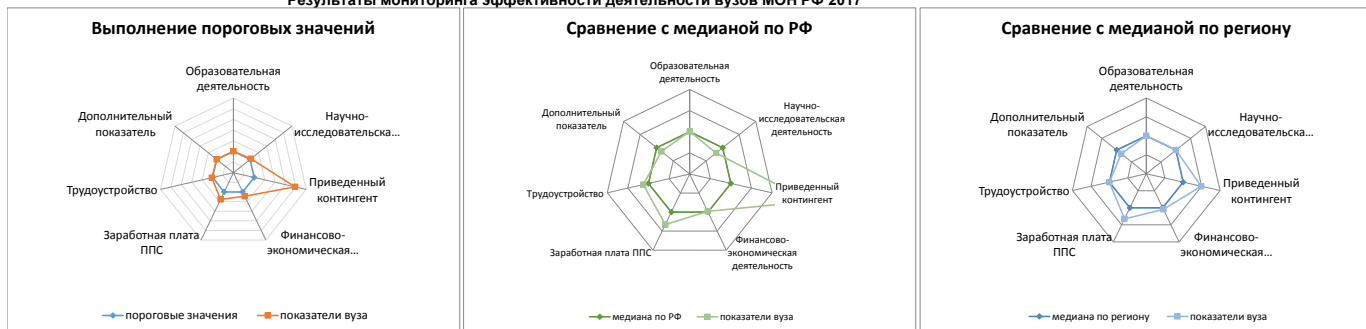 Результаты мониторинга эффективности деятельности вузов МОН РФ 2017
Выполнение пороговых значений
Образовательная
деятельность
Научно-
исследовательска...
Приведенный
контингент
Финансово-
экономическая...
Заработная плата
ППС
Трудоустройство
Дополнительный
показатель
пороговые значения
показатели вуза
Сравнение с медианой по РФ
Образовательная
деятельность
Научно-
исследовательская
деятельность
Приведенный
контингент
Финансово-
экономическая
деятельность
Заработная плата ППС
Трудоустройство
Дополнительный
показатель
медиана по РФ
показатели вуза
Сравнение с медианой по региону
Образовательная
деятельность
Научно-
исследовательска...
Приведенный
контингент
Финансово-
экономическая...
Заработная плата
ППС
Трудоустройство
Дополнительный
показатель
медиана по региону
показатели вуза